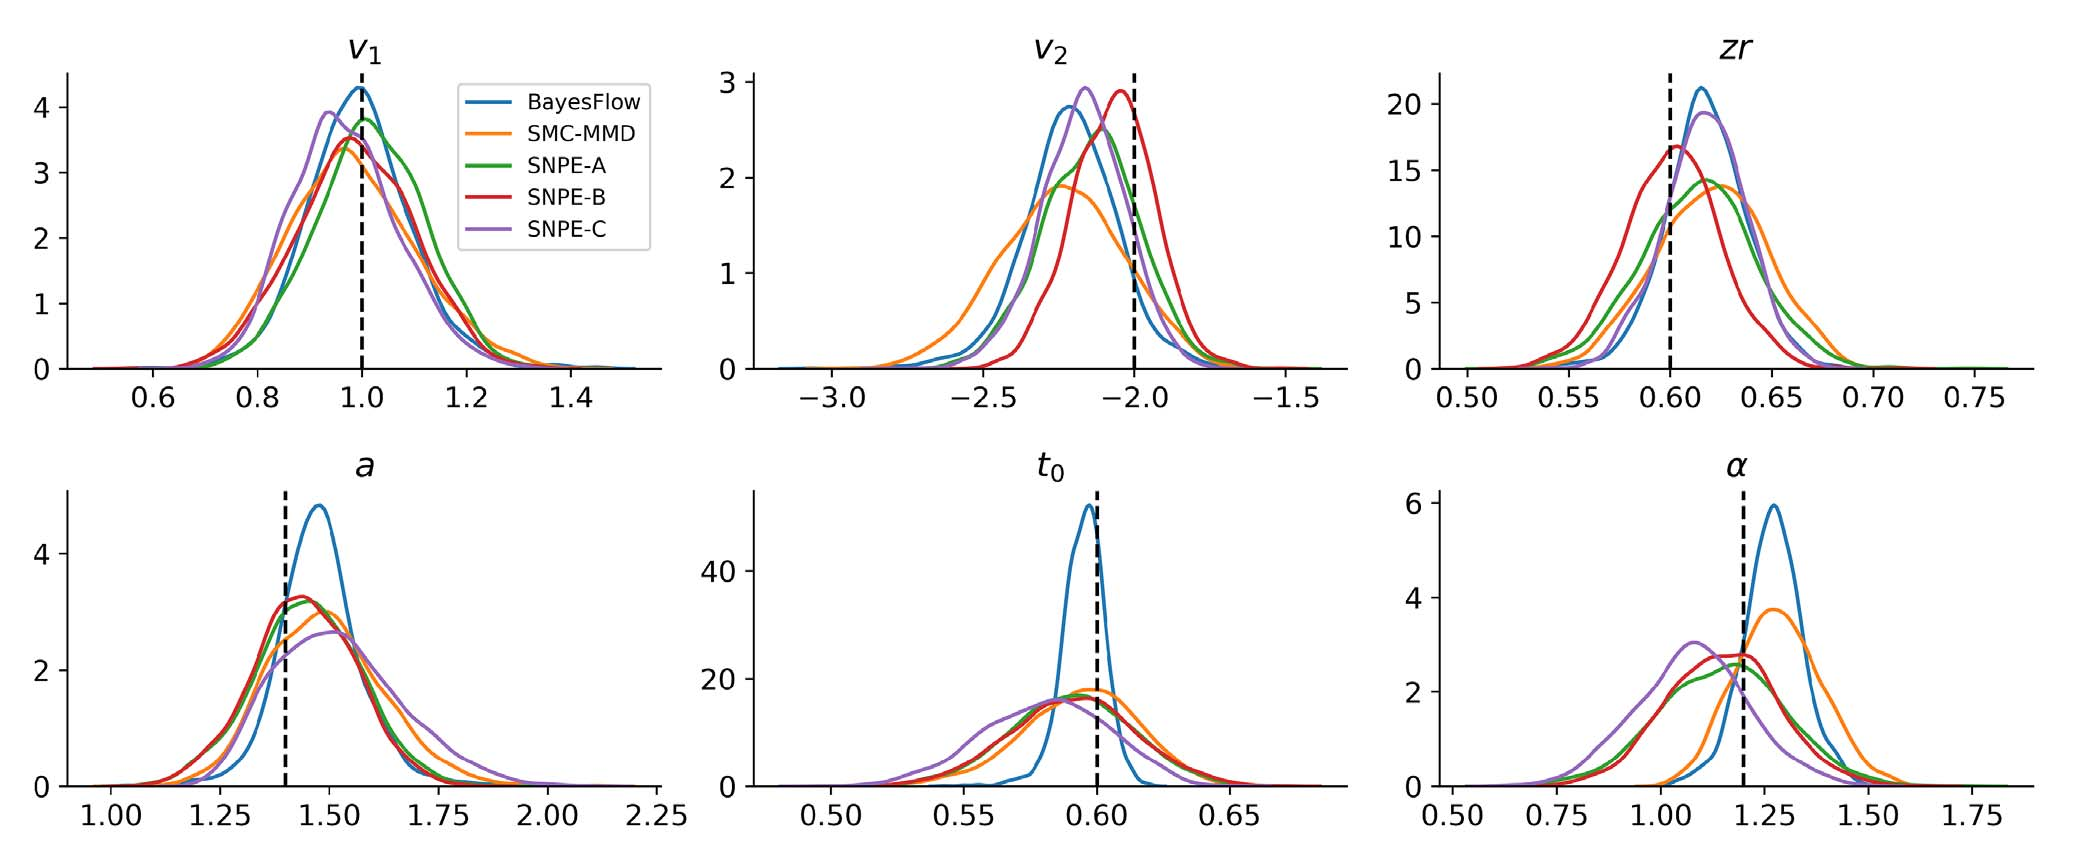 v₁
4
3
2
1
0
0.6 0.8 1.0 1.2 1.4
BayesFlow
SMC-MMD
SNPE-A
SNPE-B
SNPE-C
v₂
3
2
1
0
−3.0 −2.5 −2.0 −1.5
zr
20
15
10
5
0
0.50 0.55 0.60 0.65 0.70 0.75
a
4
2
0
1.00 1.25 1.50 1.75 2.00 2.25
t₀
40
20
0
0.50 0.55 0.60 0.65
α
6
4
2
0
0.50 0.75 1.00 1.25 1.50 1.75